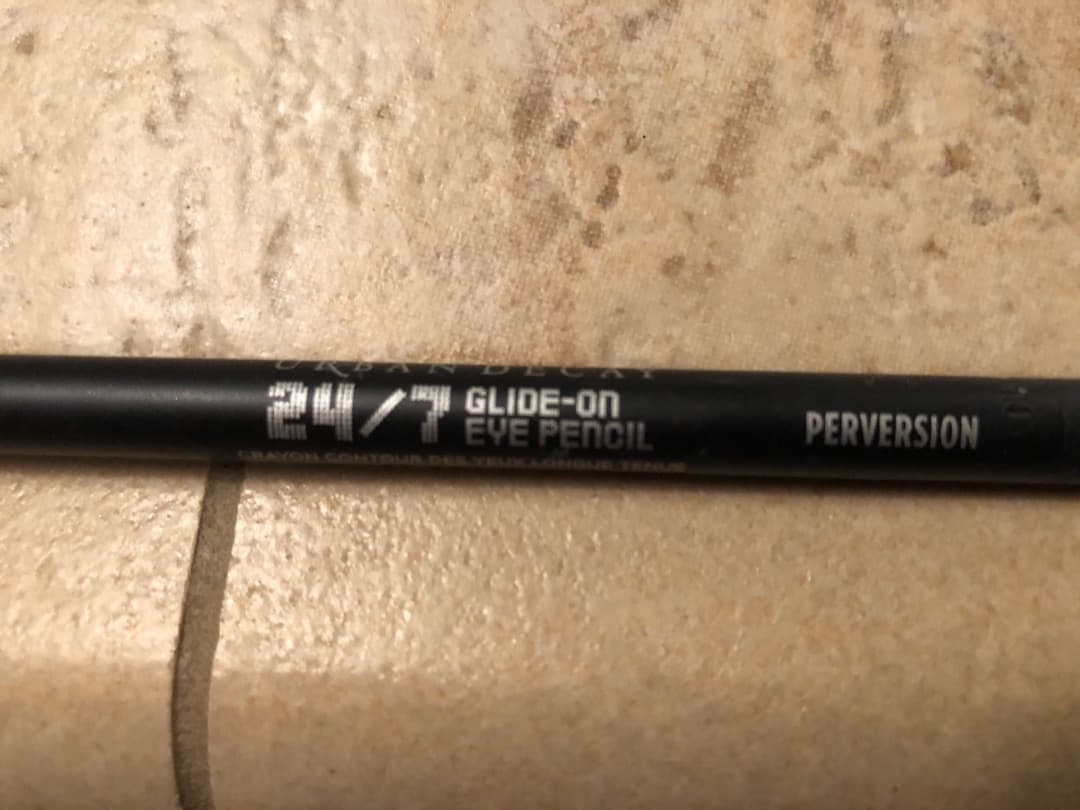 URBAN DECAY
24/7 GLIDE-ON
EYE PENCIL
PERVERSION
CRAYON CONTOUR DES YEUX LONGUE TENUE